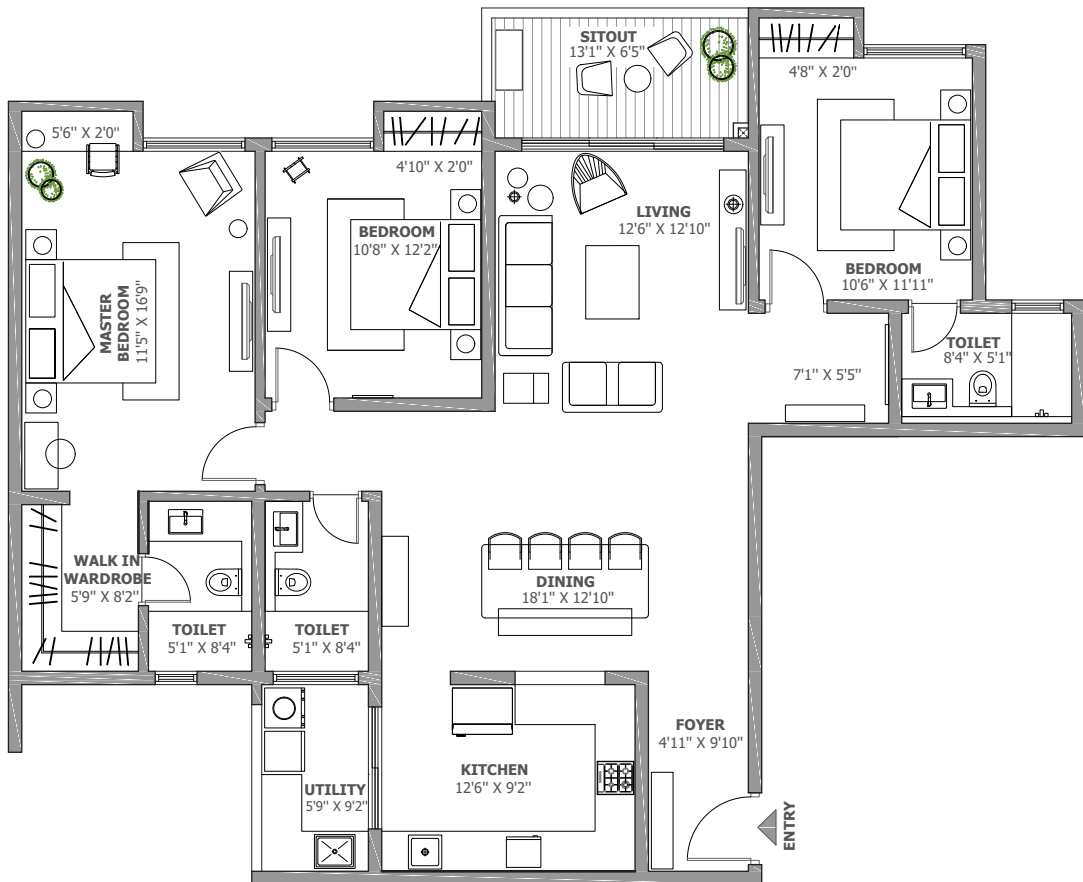 SITOUT
13'1" X 6'5"
4'8" X 2'0"
5'6" X 2'0"
4'10" X 2'0"
LIVING
12'6" X 12'10"
BEDROOM
10'8" X 12'2"
BEDROOM
10'6" X 11'11"
MASTER
BEDROOM
11'5" X 16'9"
TOILET
8'4" X 5'1"
7'1" X 5'5"
WALK IN
WARDROBE
5'9" X 8'2"
DINING
18'1" X 12'10"
TOILET
5'1" X 8'4"
TOILET
5'1" X 8'4"
FOYER
4'11" X 9'10"
KITCHEN
12'6" X 9'2"
UTILITY
5'9" X 9'2"
ENTRY